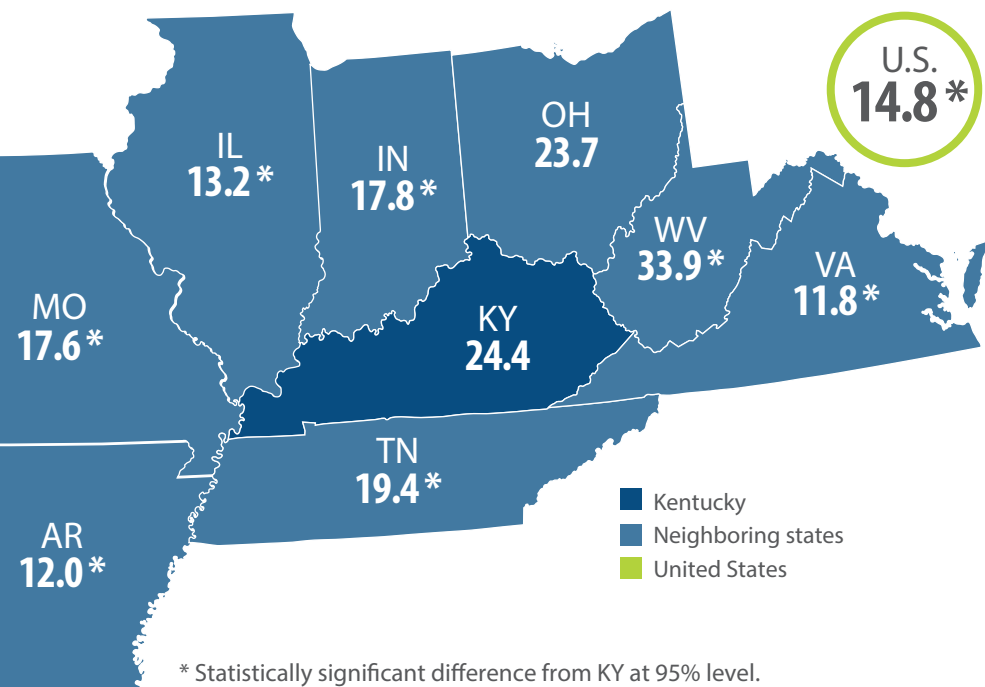 U.S.
14.8*
OH
23.7
IL
13.2*
IN
17.8*
WV
33.9*
VA
11.8*
MO
17.6*
KY
24.4
TN
19.4*
AR
12.0*
Kentucky
Neighboring states
United States
* Statistically significant difference from KY at 95% level.